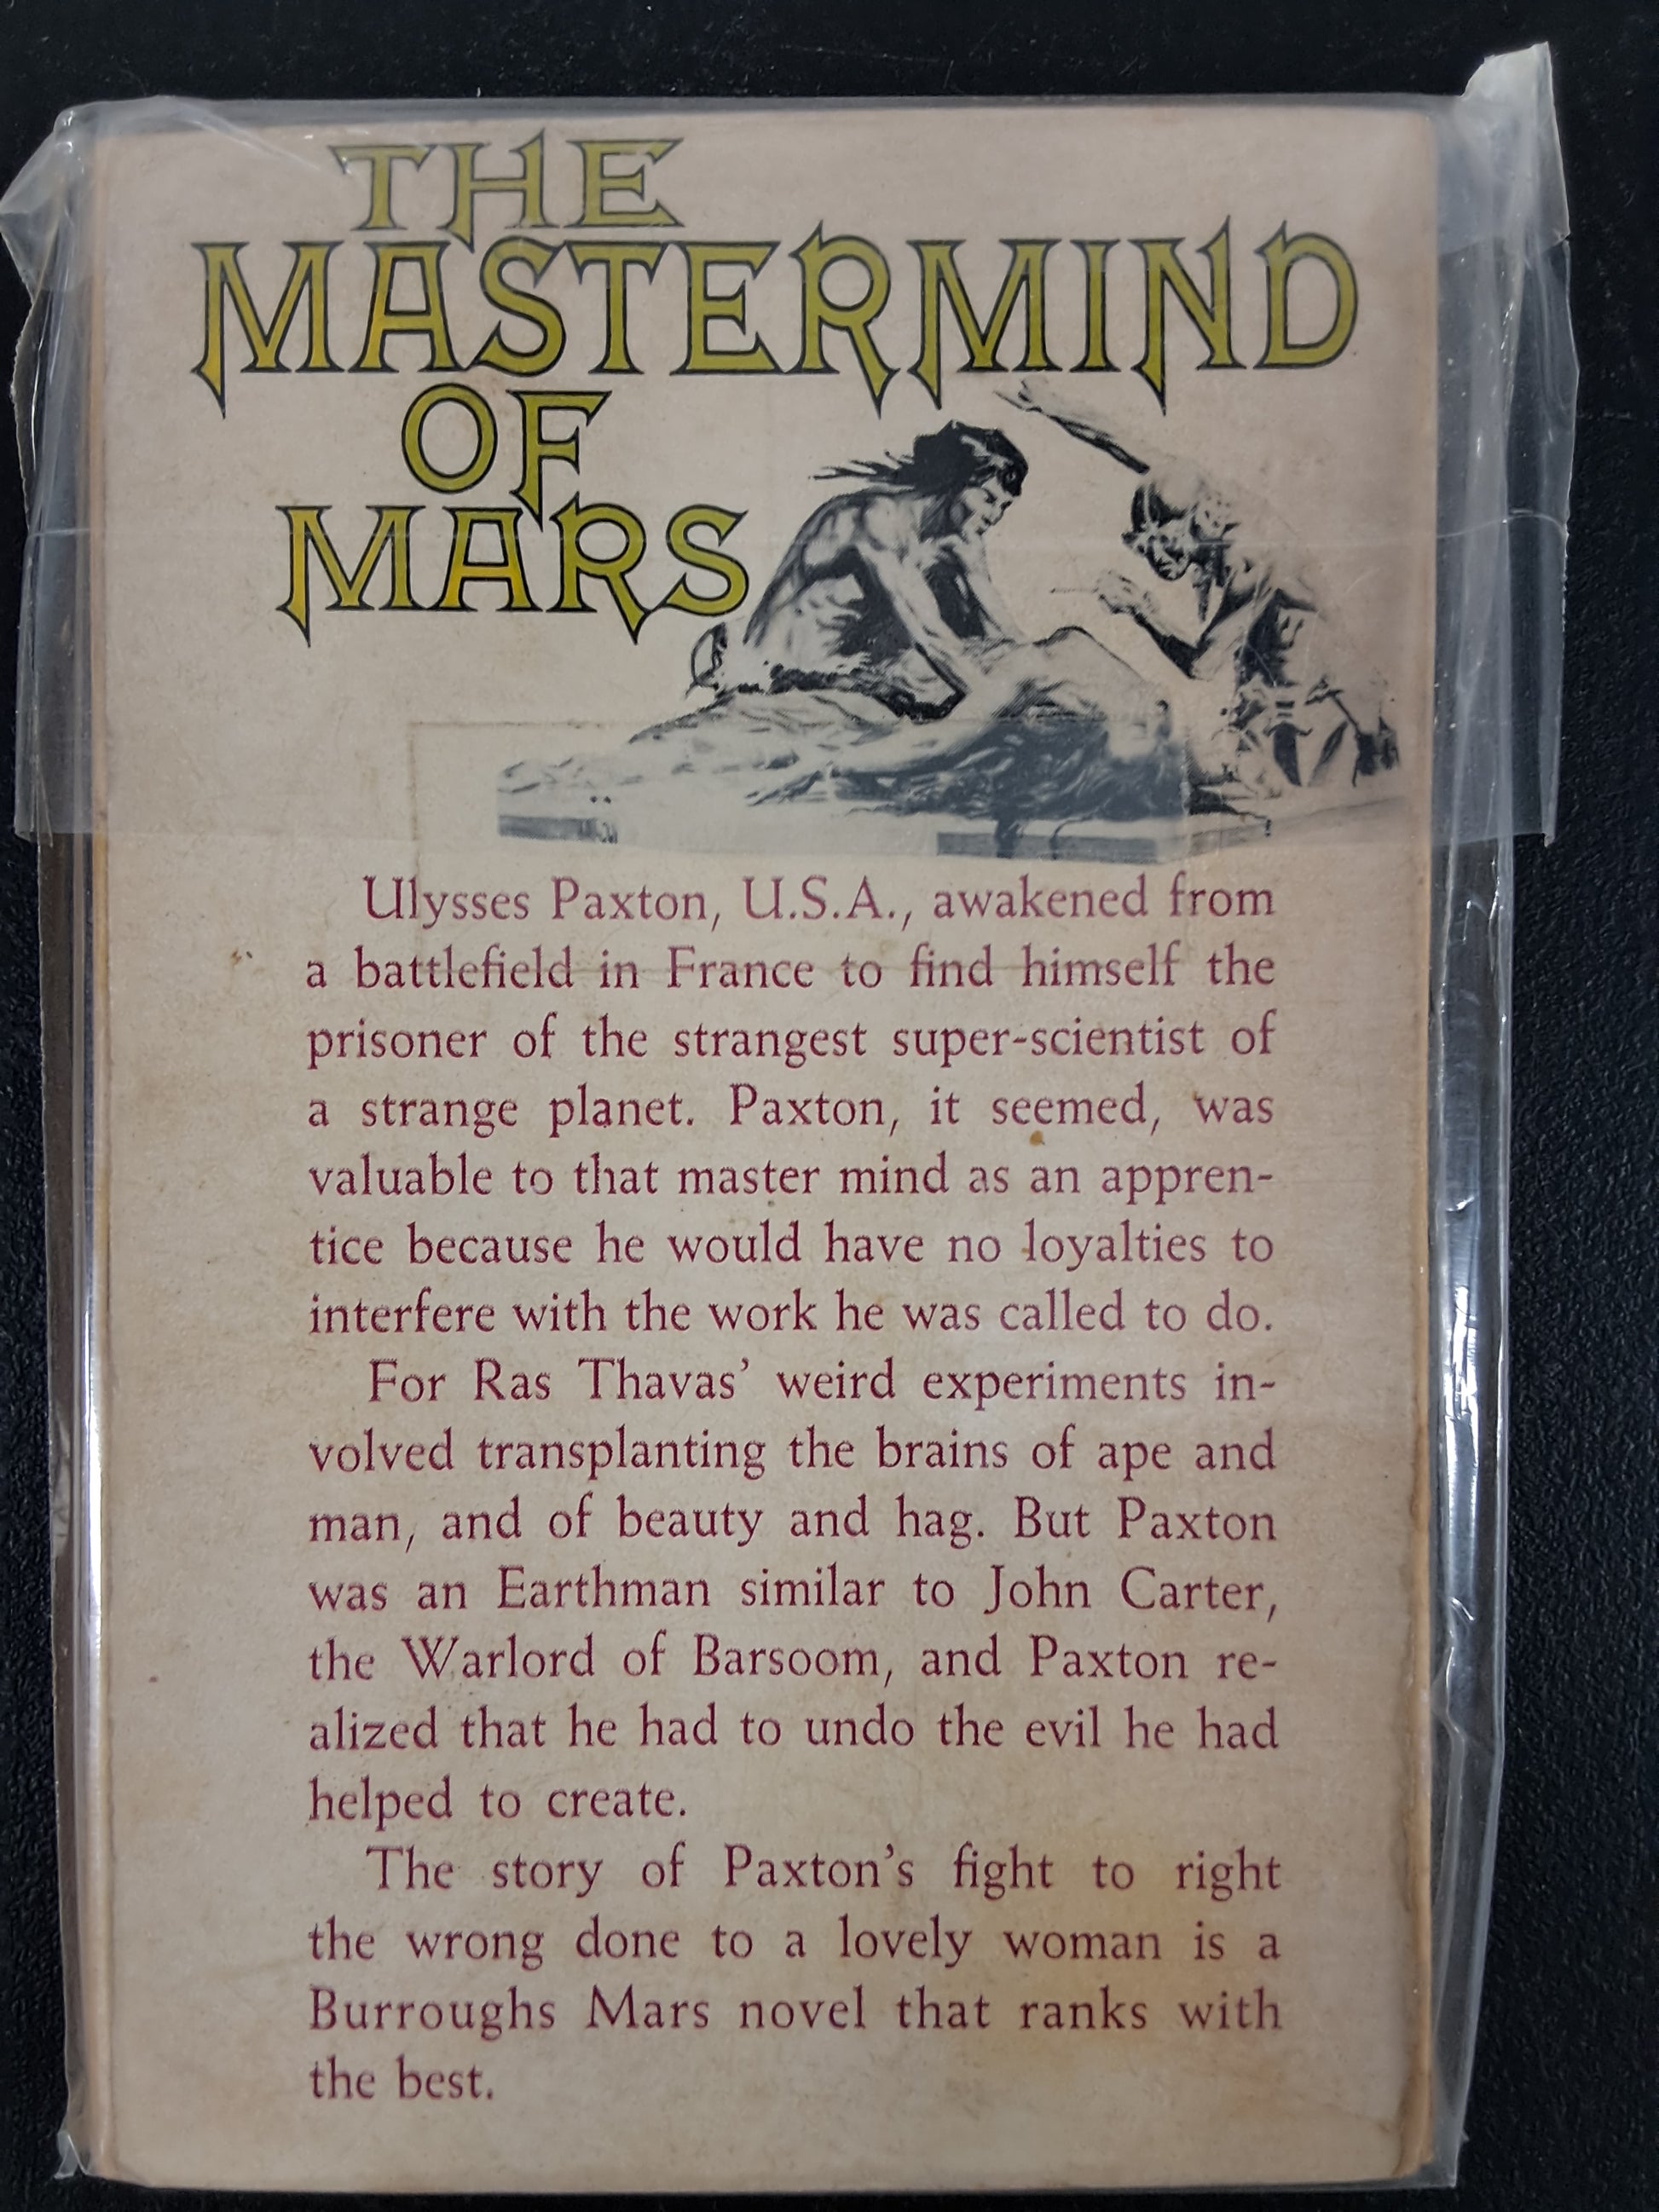 THE
MASTERMIND
OF
MARS
Ulysses Paxton, U.S.A., awakened from
a battlefield in France to find himself the
prisoner of the strangest super-scientist of
a strange planet. Paxton, it seemed, was
valuable to that master mind as an appren-
tice because he would have no loyalties to
interfere with the work he was called to do.
For Ras Thavas’ weird experiments in-
volved transplanting the brains of ape and
man, and of beauty and hag. But Paxton
was an Earthman similar to John Carter,
the Warlord of Barsoom, and Paxton re-
alized that he had to undo the evil he had
helped to create.
The story of Paxton’s fight to right
the wrong done to a lovely woman is a
Burroughs Mars novel that ranks with
the best.